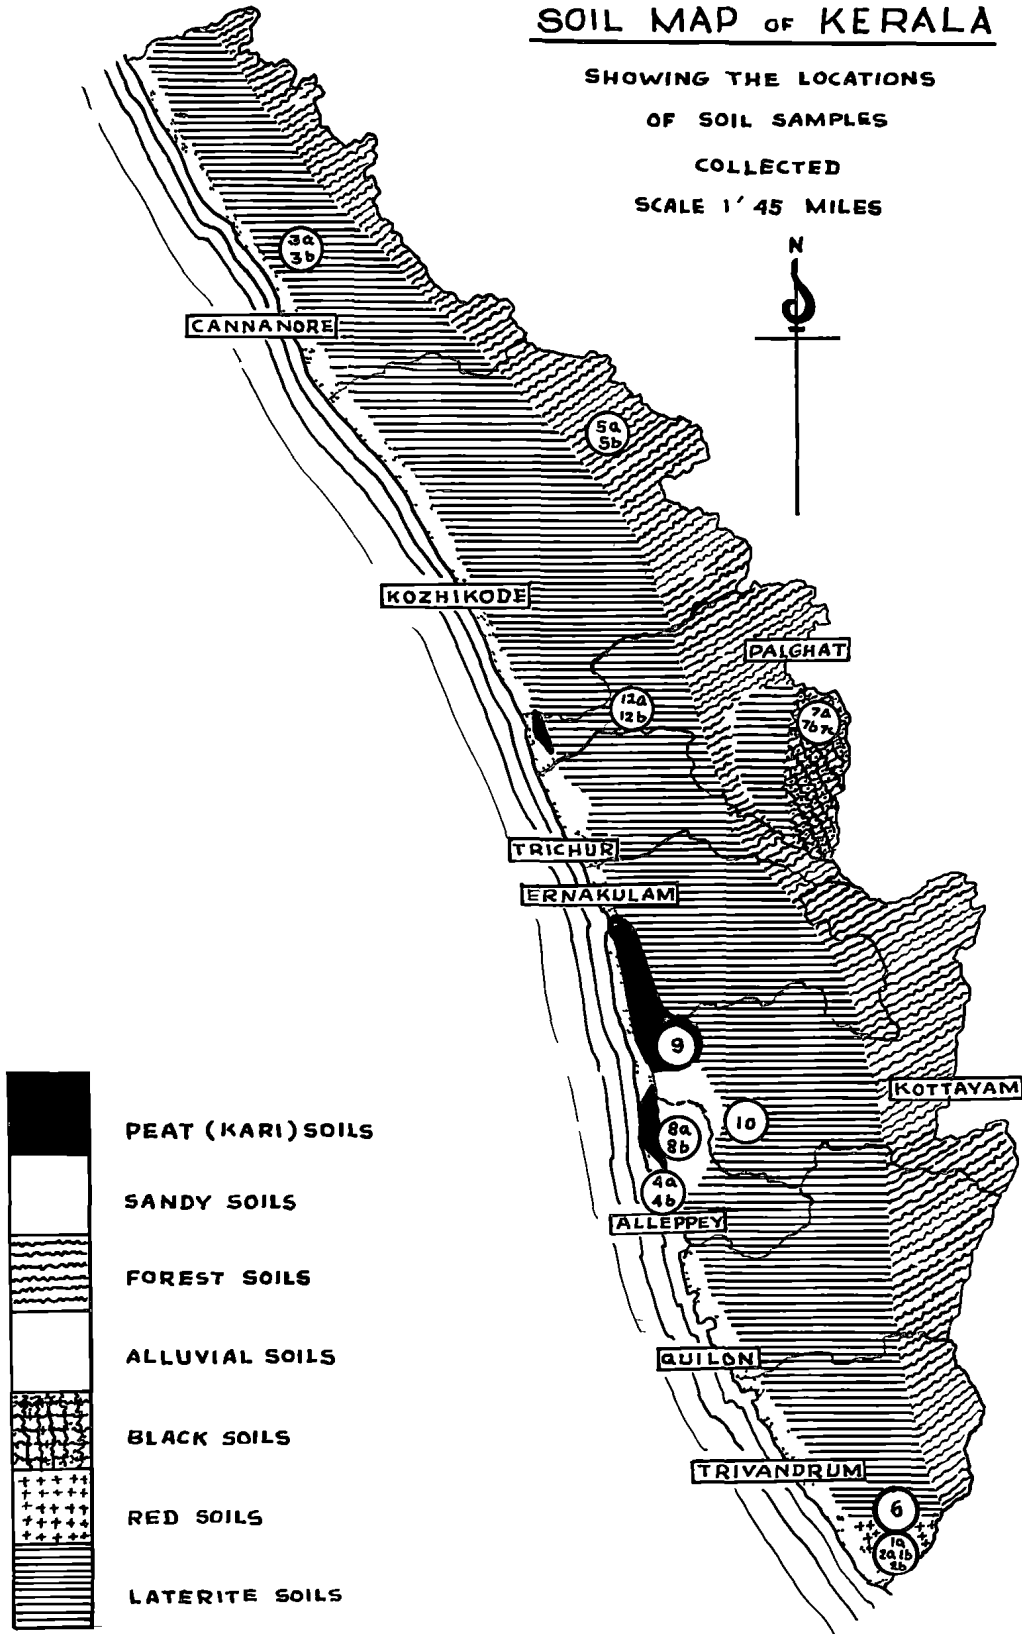 SOIL MAP OF KERALA
SHOWING THE LOCATIONS
OF SOIL SAMPLES
COLLECTED
SCALE 1' 45 MILES
N
3a
3b
CANNANORE
5a
5b
KOZHIKODE
PALGHAT
12a
12b
7a
7b 7c
TRICHUR
ERNAKULAM
9
KOTTAYAM
10
8a
8b
4a
4b
ALLEPPEY
QUILON
TRIVANDRUM
6
1a
2a 1b
2b
PEAT (KARI) SOILS
SANDY SOILS
FOREST SOILS
ALLUVIAL SOILS
BLACK SOILS
RED SOILS
LATERITE SOILS